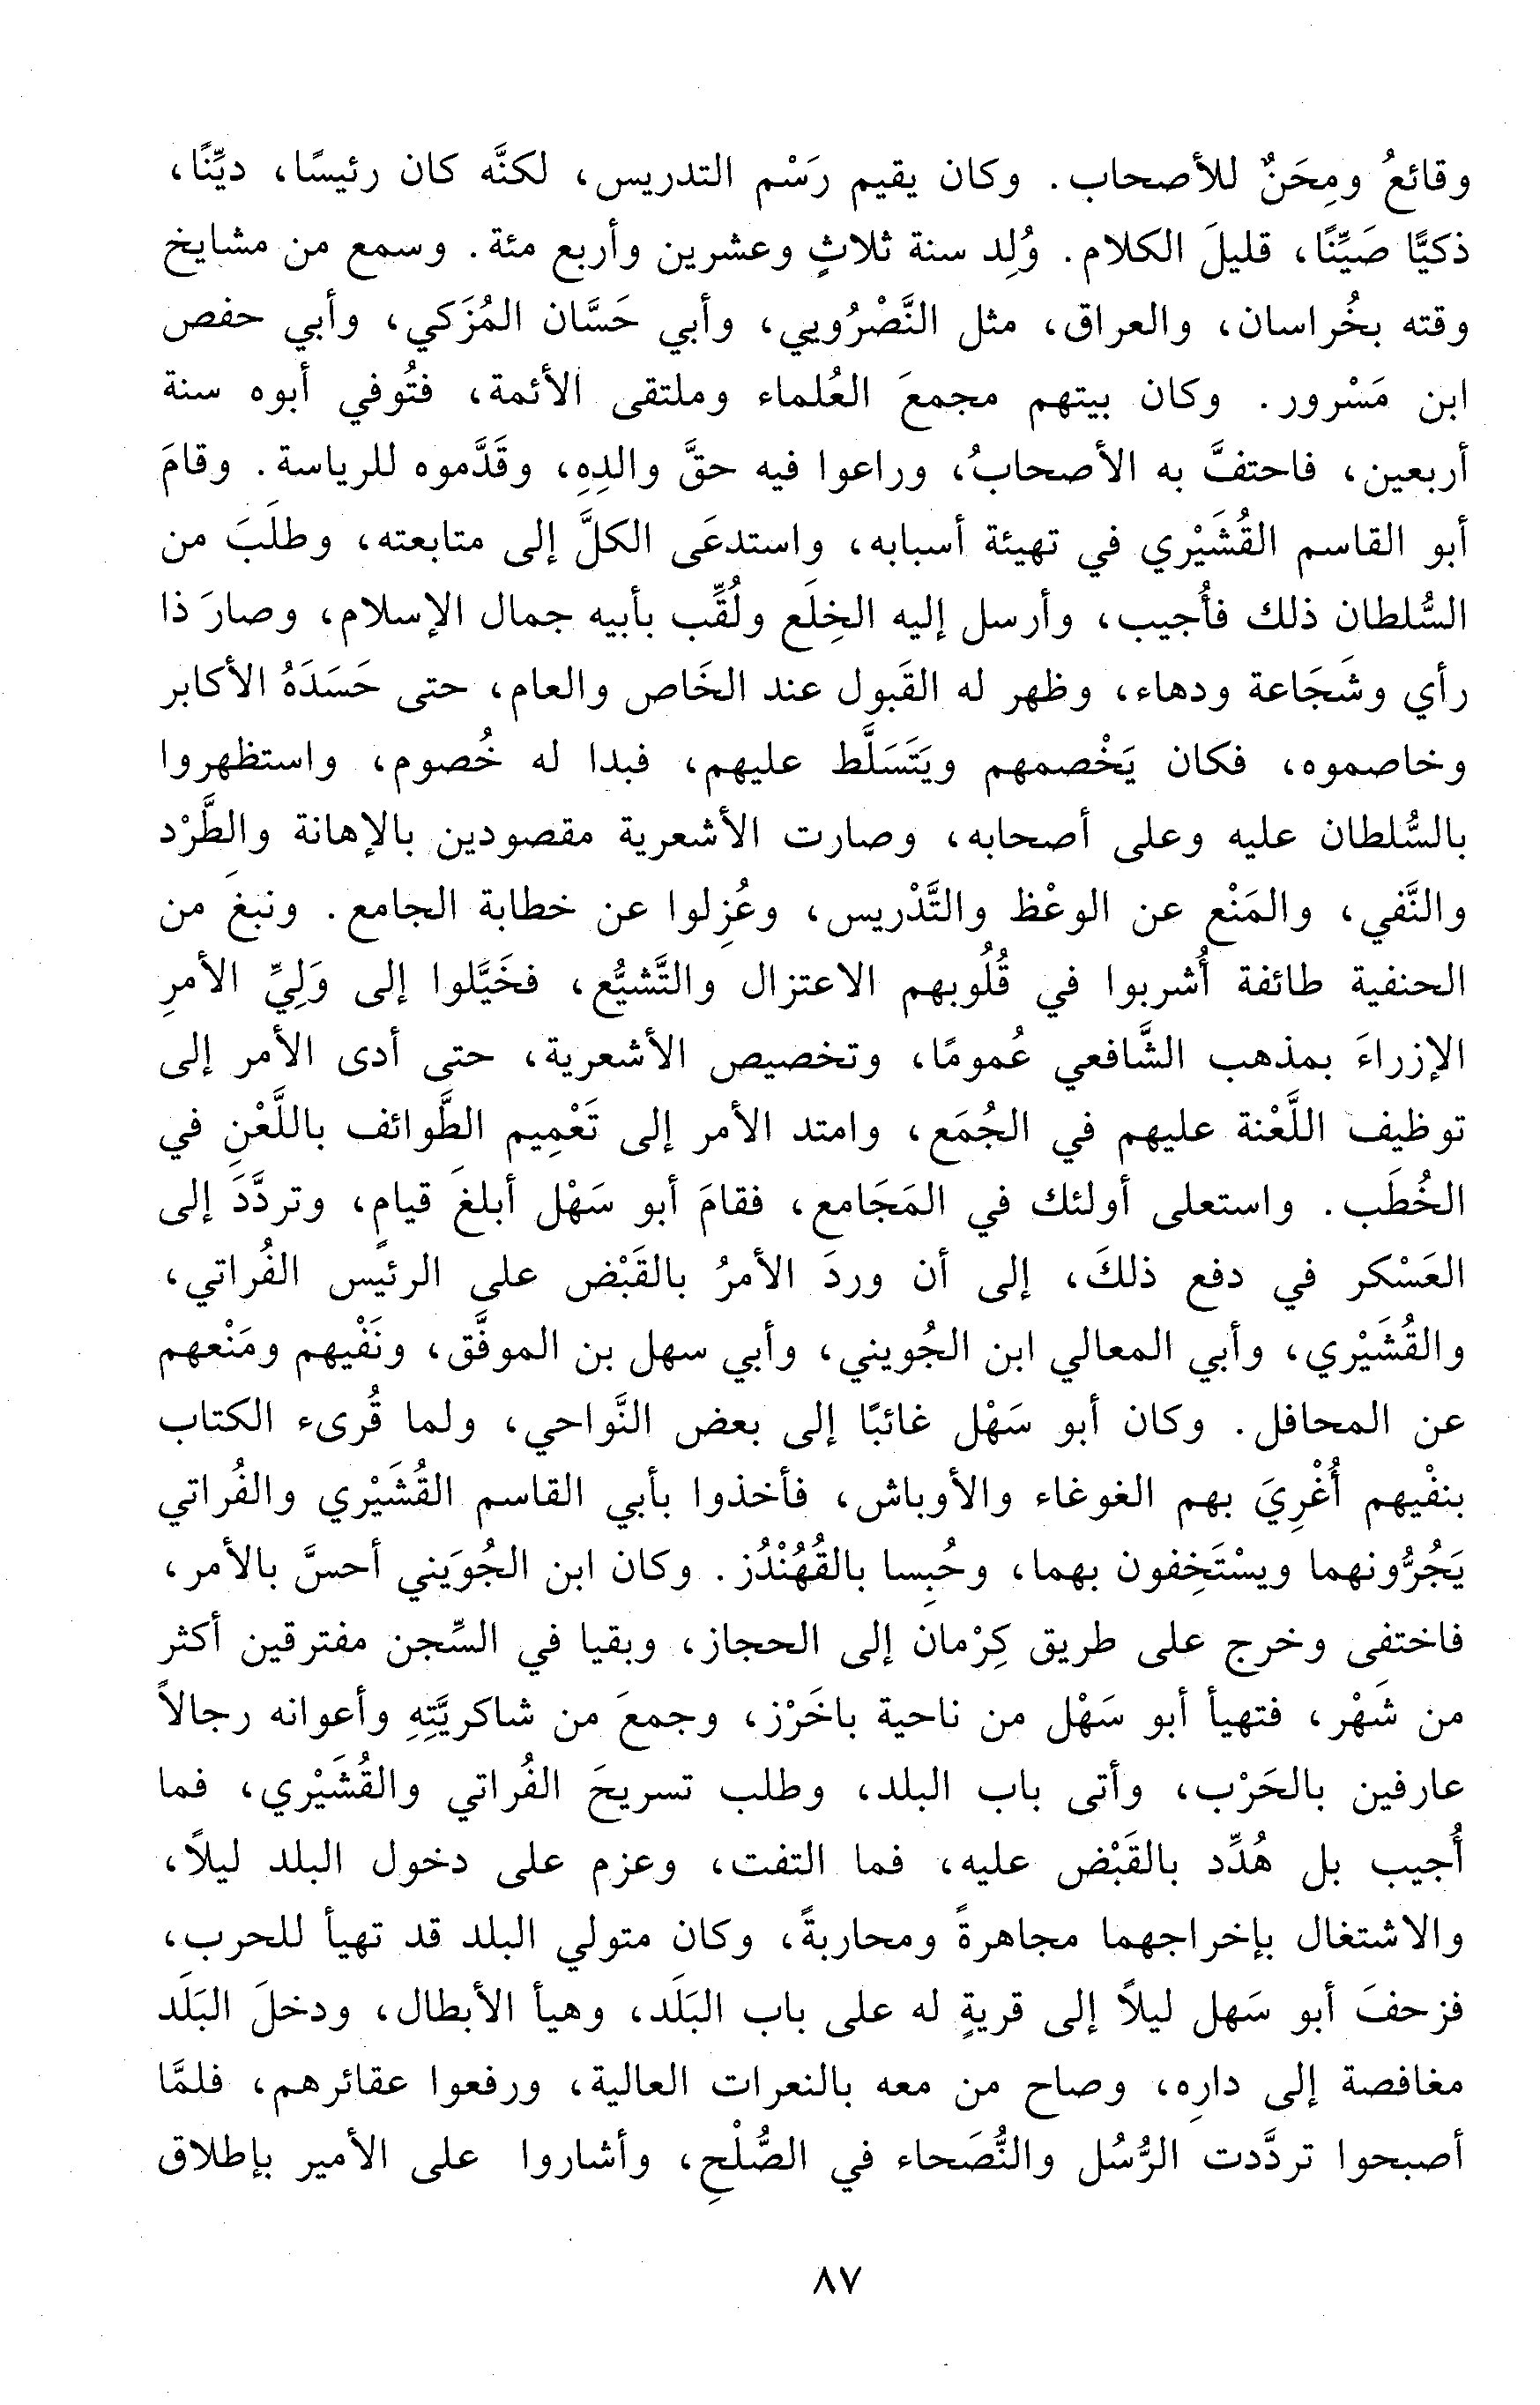 وقائعُ ومِحَنٌ للأصحاب. وكان يقيم رَسْم التدريس، لكنَّه كان رئيسًا، ديِّنًا،
ذكيًّا صَيِّنًا، قليلَ الكلام. وُلِد سنة ثلاثٍ وعشرين وأربع مئة. وسمع من مشايخ
وقته بخُراسان، والعراق، مثل النَّصْرُويي، وأبي حَسَّان المُزَكي، وأبي حفص
ابن مَسْرور. وكان بيتهم مجمعَ العُلماء وملتقى الأئمة، فتُوفي أبوه سنة
أربعين، فاحتفَّ به الأصحابُ، وراعوا فيه حقَّ والدِهِ، وقَدَّموه للرياسة. وقامَ
أبو القاسم القُشَيْري في تهيئة أسبابه، واستدعَى الكلَّ إلى متابعته، وطلَبَ من
السُّلطان ذلك فأُجيب، وأرسل إليه الخِلَع ولُقِّب بأبيه جمال الإسلام، وصارَ ذا
رأي وشَجَاعة ودهاء، وظهر له القَبول عند الخَاص والعام، حتى حَسَدَهُ الأكابر
وخاصموه، فكان يَخْصمهم ويَتَسَلَّط عليهم، فبدا له خُصوم، واستظهروا
بالسُّلطان عليه وعلى أصحابه، وصارت الأشعرية مقصودين بالإهانة والطَّرْد
والنَّفي، والمَنْع عن الوعْظ والتَّدْريس، وعُزِلوا عن خطابة الجامع. ونبغَ من
الحنفية طائفة أُشربوا في قُلُوبهم الاعتزال والتَّشيُّع، فخَيَّلوا إلى وَلِيِّ الأمرِ
الإزراءَ بمذهب الشَّافعي عُمومًا، وتخصيص الأشعرية، حتى أدى الأمر إلى
توظيف اللَّعْنة عليهم في الجُمَع، وامتد الأمر إلى تَعْمِيم الطَّوائف باللَّعْنِ في
الخُطَب. واستعلى أولئك في المَجَامع، فقامَ أبو سَهْل أبلغَ قيامٍ، وتردَّدَ إلى
العَسْكر في دفع ذلكَ، إلى أن وردَ الأمرُ بالقَبْض على الرئيس الفُراتي،
والقُشَيْري، وأبي المعالي ابن الجُويني، وأبي سهل بن الموفَّق، ونَفْيهم ومَنْعهم
عن المحافل. وكان أبو سَهْل غائبًا إلى بعض النَّواحي، ولما قُرىء الكتاب
بنفْيهم أُغْرِيَ بهم الغوغاء والأوباش، فأخذوا بأبي القاسم القُشَيْري والفُراتي
يَجُرُّونهما ويسْتَخِفون بهما، وحُبِسا بالقُهُنْدُز. وكان ابن الجُوَيني أحسَّ بالأمر،
فاختفى وخرج على طريق كِرْمان إلى الحجاز، وبقيا في السِّجن مفترقين أكثر
من شَهْر، فتهيأ أبو سَهْل من ناحية باخَرْز، وجمعَ من شاكريَّتِهِ وأعوانه رجالاً
عارفين بالحَرْب، وأتى باب البلد، وطلب تسريحَ الفُراتي والقُشَيْري، فما
أُجيب بل هُدِّد بالقَبْض عليه، فما التفت، وعزم على دخول البلد ليلاً،
والاشتغال بإخراجهما مجاهرةً ومحاربةً، وكان متولي البلد قد تهيأ للحرب،
فزحفَ أبو سَهل ليلاً إلى قريةٍ له على باب البَلَد، وهيأ الأبطال، ودخلَ البَلَد
مغافصة إلى دارِه، وصاح من معه بالنعرات العالية، ورفعوا عقائرهم، فلمَّا
أصبحوا تردَّدت الرُّسُل والنُّصَحاء في الصُّلْحِ، وأشاروا على الأمير بإطلاق
٨٧